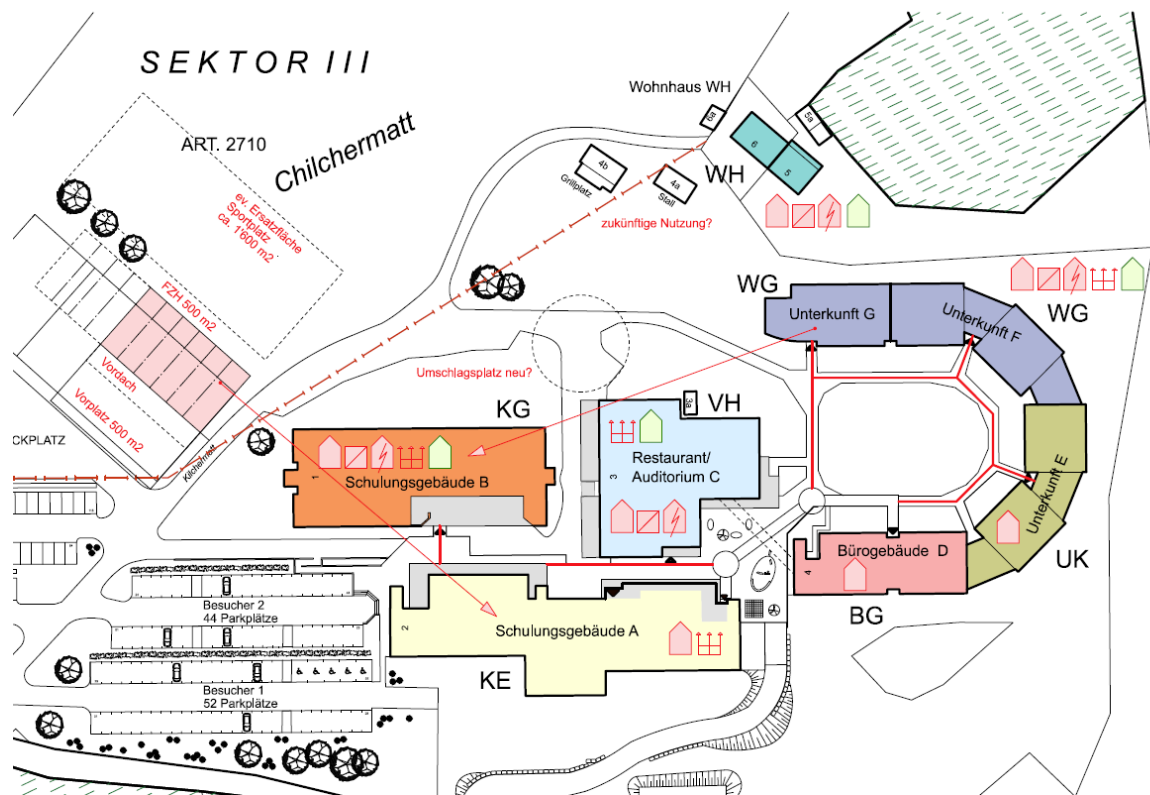 SEKTOR III
Wohnhaus WH
ART. 2710
Chilchermatt
5a
6
5
4b
Grillplatz
4a
Stall
WH
ev. Ersatzfläche
Sportplatz
ca. 1'600 m2
zukünftige Nutzung?
WG
WG
FZH 500 m2
Unterkunft G
Unterkunft F
Vordach
Umschlagsplatz neu?
Vorplatz 500 m2
KG
3a
VH
CKPLATZ
Kilchermatt
1
Schulungsgebäude B
3
Restaurant/
Auditorium C
Unterkunft E
4
Bürogebäude D
UK
BG
Besucher 2
44 Parkplätze
2
Schulungsgebäude A
KE
Besucher 1
52 Parkplätze